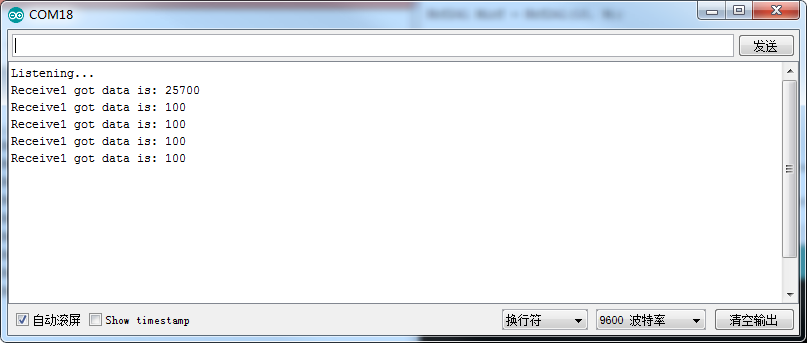 COM18
发送
Listening...
Receive1 got data is: 25700
Receive1 got data is: 100
Receive1 got data is: 100
Receive1 got data is: 100
Receive1 got data is: 100
自动滚屏 Show timestamp 换行符 9600 波特率 清空输出